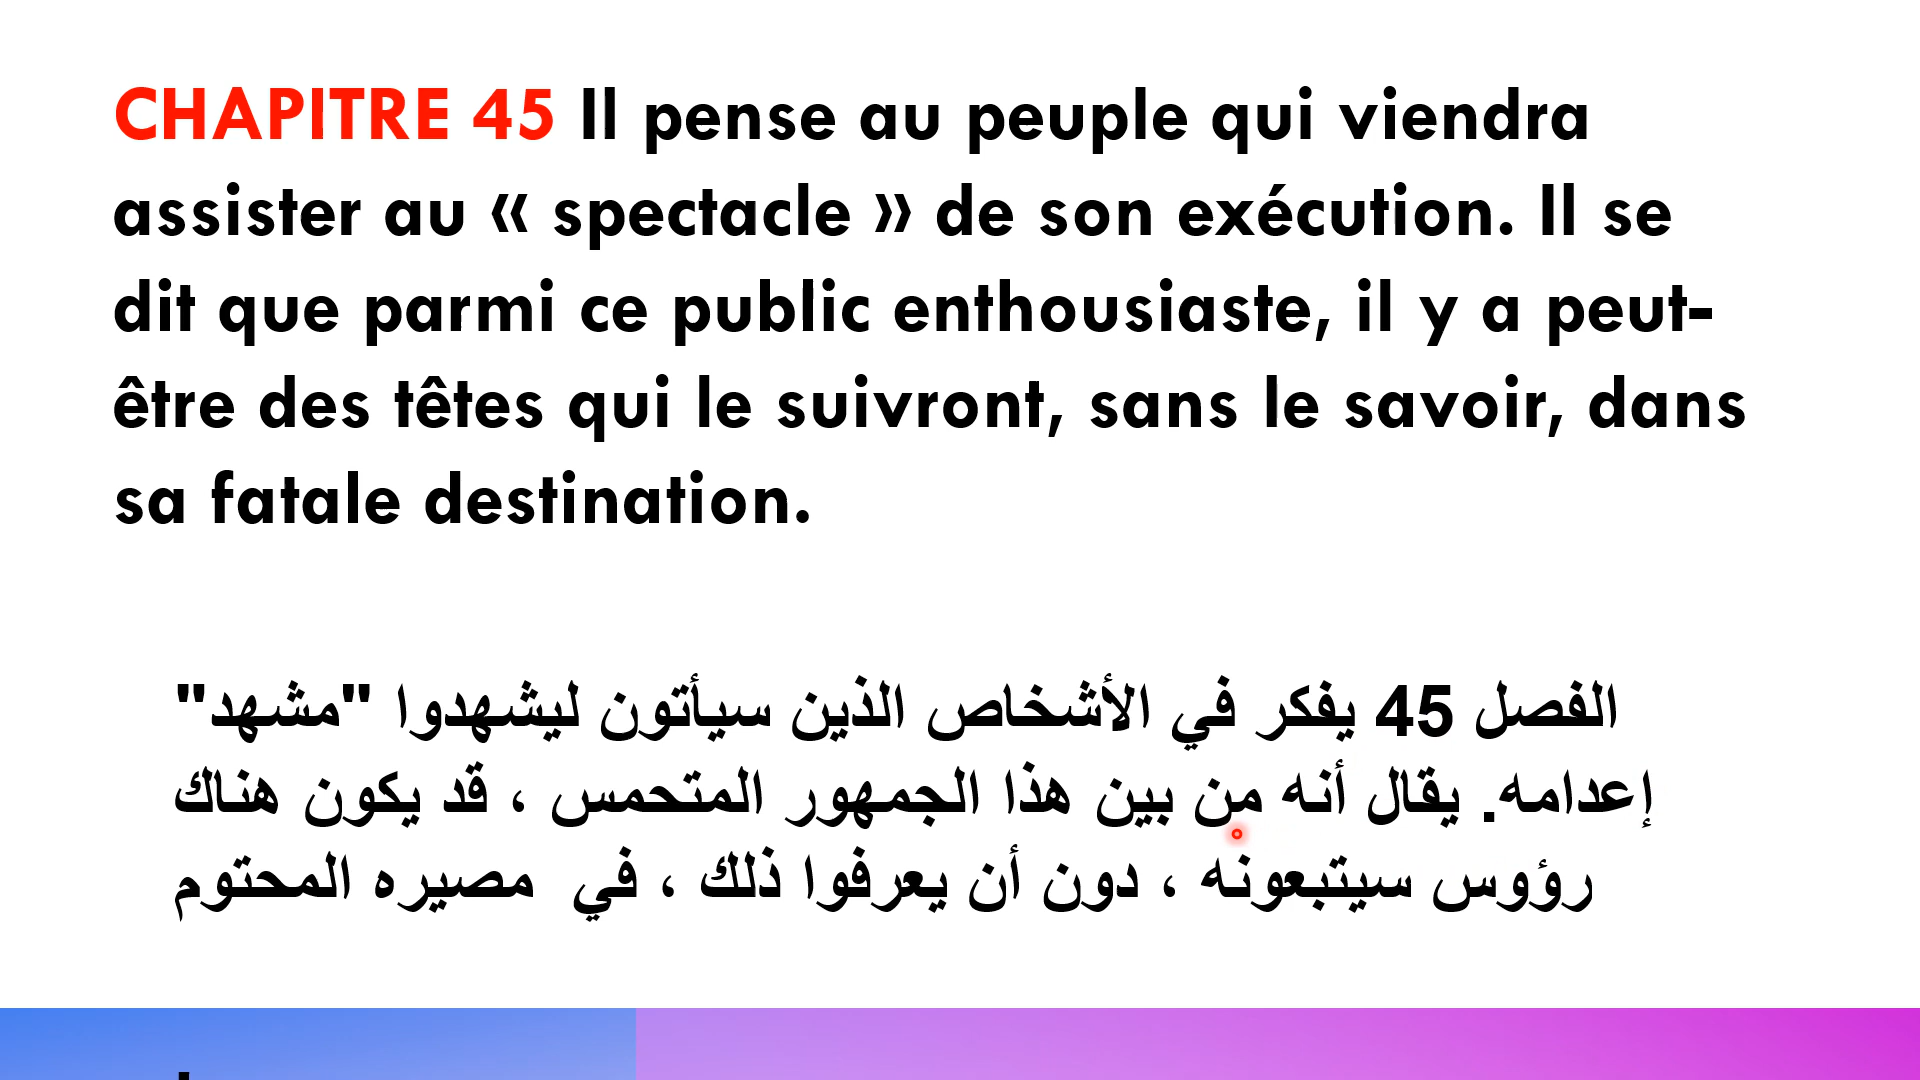 CHAPITRE 45 Il pense au peuple qui viendra
assister au « spectacle » de son exécution. Il se
dit que parmi ce public enthousiaste, il y a peut-
être des têtes qui le suivront, sans le savoir, dans
sa fatale destination.
الفصل 45 يفكر في الأشخاص الذين سيأتون ليشهدوا "مشهد"
إعدامه. يقال أنه من بين هذا الجمهور المتحمس ، قد يكون هناك
رؤوس سيتبعونه ، دون أن يعرفوا ذلك ، في مصيره المحتوم